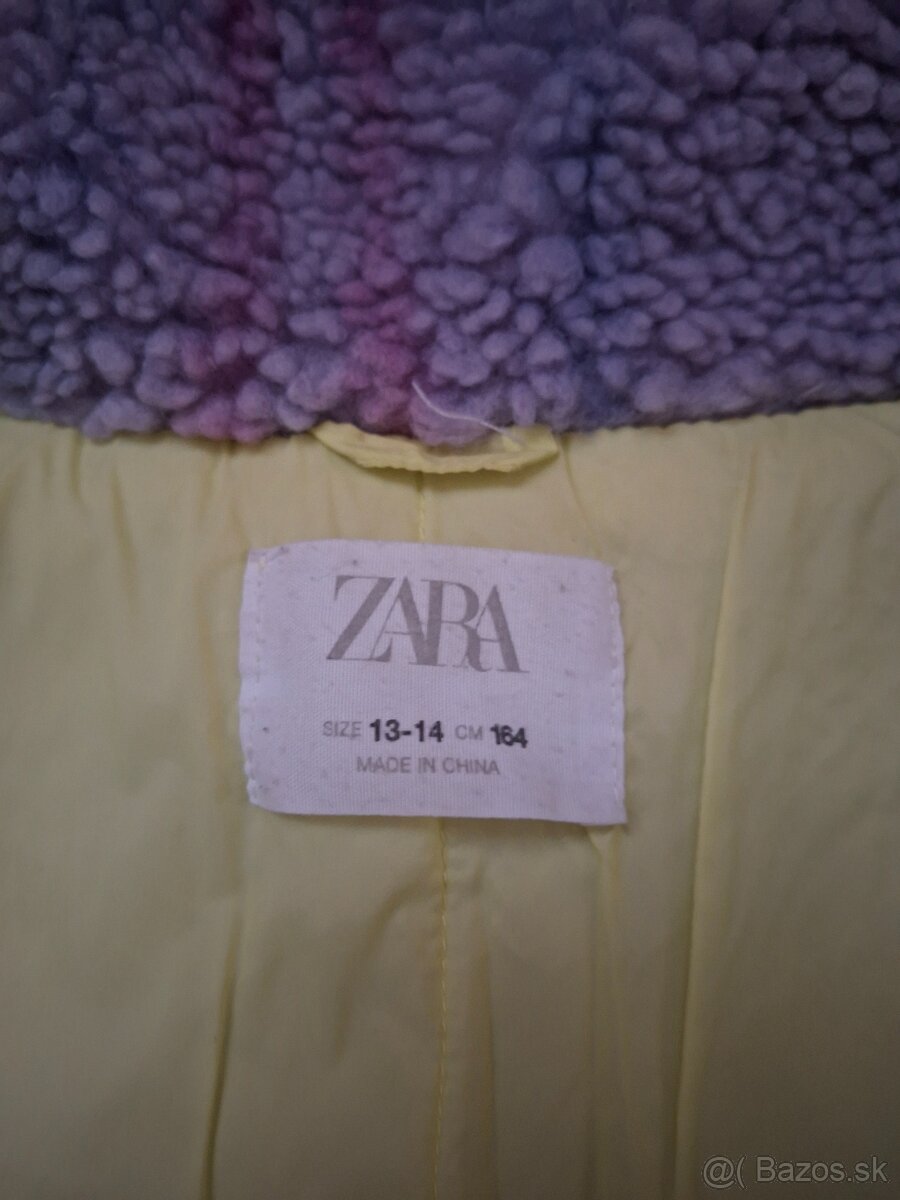 ZARA
SIZE 13-14 CM 164
MADE IN CHINA
@( Bazos.sk